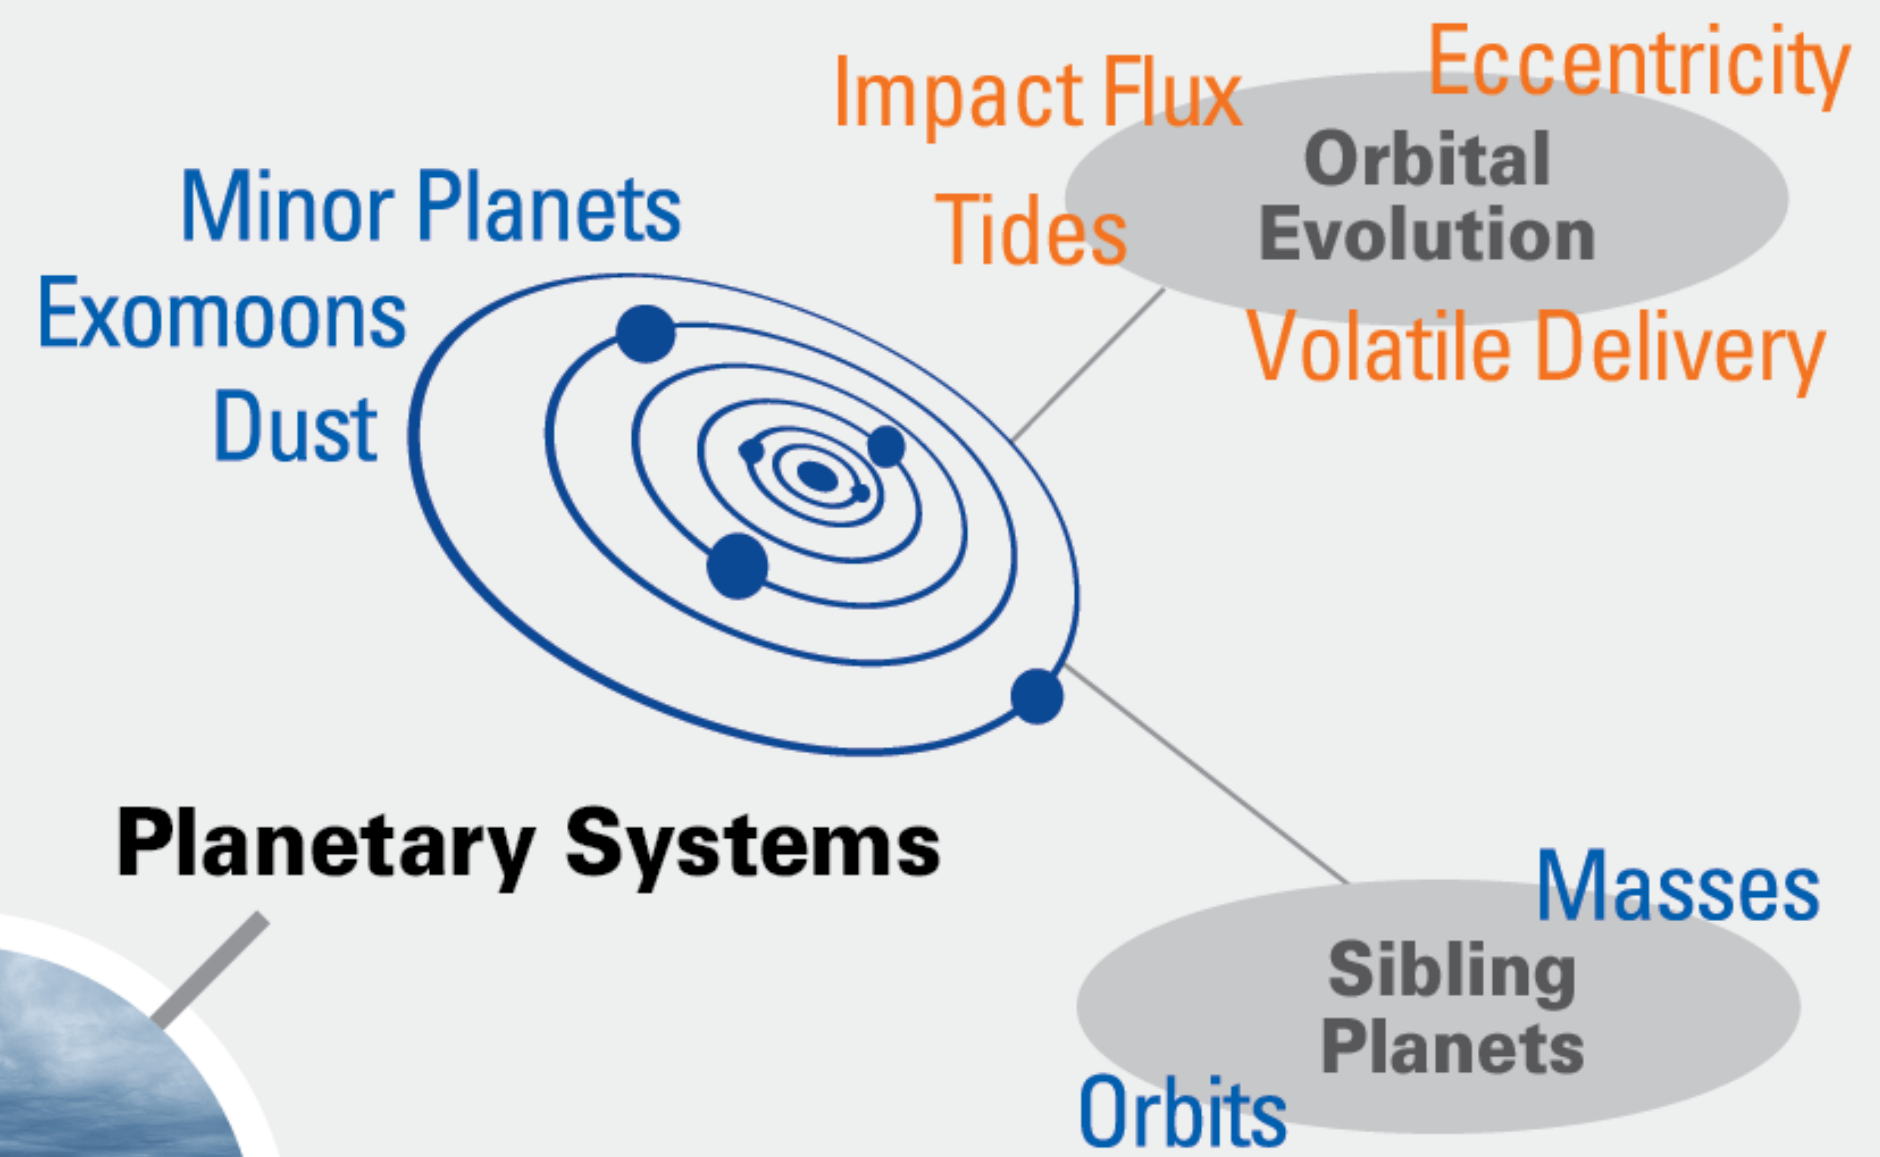 Eccentricity
Impact Flux
Orbital
Evolution
Tides
Volatile Delivery
Minor Planets
Exomoons
Dust
Planetary Systems
Masses
Sibling
Planets
Orbits